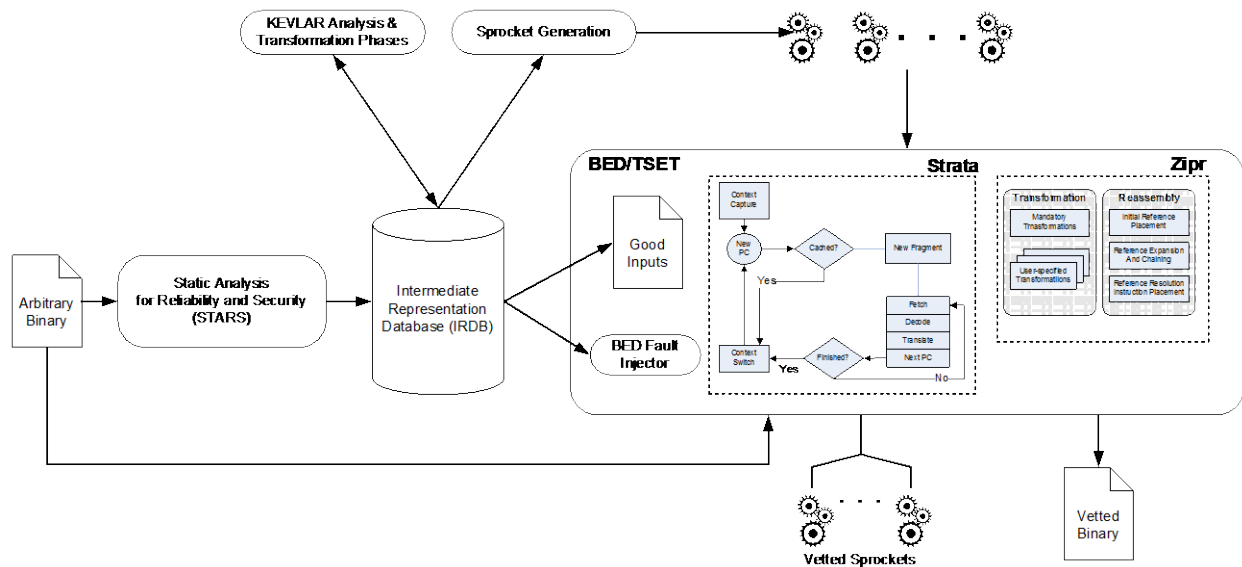 KEVLAR Analysis &
Transformation Phases
Sprocket Generation
BED/TSET
Strata
Zipr
Arbitrary
Binary
Static Analysis
for Reliability and Security
(STARS)
Intermediate
Representation
Database (IRDB)
Good
Inputs
BED Fault
Injector
Context
Capture
New
PC
Cached?
New Fragment
Yes
Fetch
Decode
Translate
Next PC
Context
Switch
Yes
Finished?
No
Transformation
Mandatory
Trnasformations
User-specified
Transformatiions
Reassembly
Initial Reference
Placement
Reference Expansion
And Chaining
Reference Resolution
Instruction Placement
Vetted Sprockets
Vetted
Binary